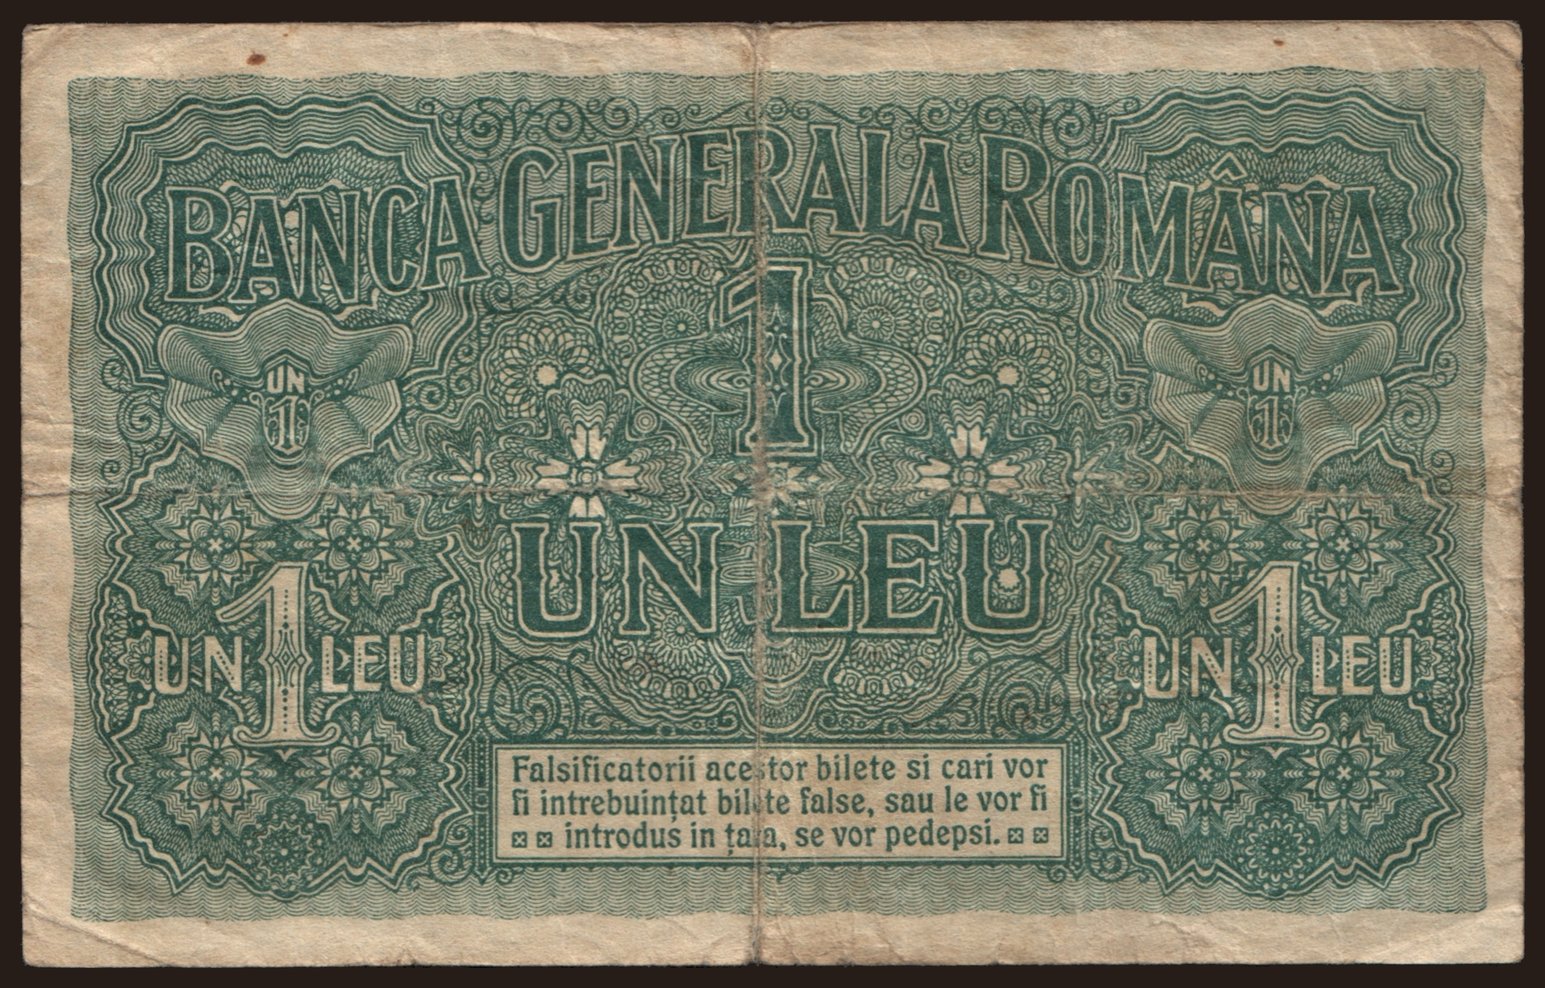 BANCA GENERALA ROMÂNA
1
UN
1
UN
1
UN LEU
UN 1 LEU
UN 1 LEU
Falsificatorii acestor bilete si cari vor
fi intrebuințat bilete false, sau le vor fi
introdus in țara, se vor pedepsi.